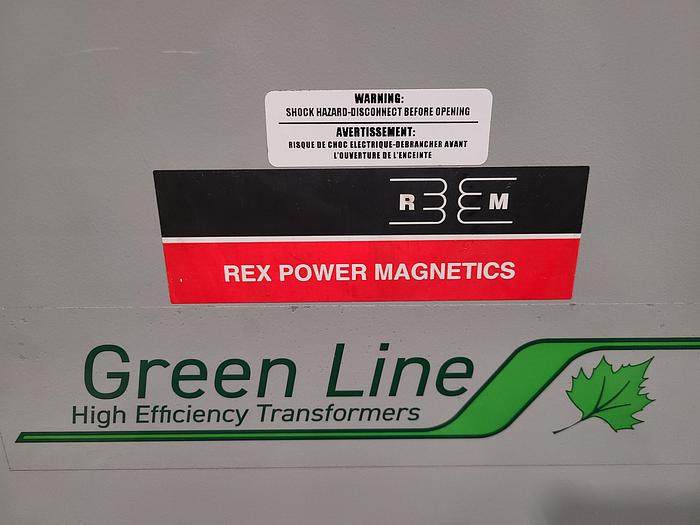 WARNING:
SHOCK HAZARD-DISCONNECT BEFORE OPENING
AVERTISSEMENT:
RISQUE DE CHOC ELECTRIQUE-DEBRANCHER AVANT
L'OUVERTURE DE L'ENCEINTE
R M
REX POWER MAGNETICS
Green Line
High Efficiency Transformers